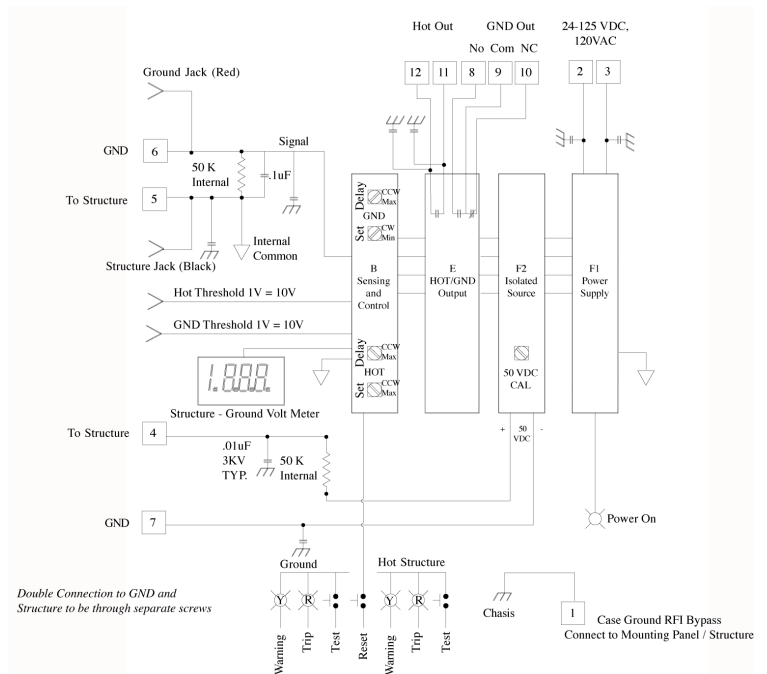 Hot Out
GND Out
24-125 VDC,
120VAC
No Com NC
12
11
8
9
10
2
3
Ground Jack (Red)
GND
6
Signal
50 K
Internal
.1uF
To Structure
5
Internal
Common
Structure Jack (Black)
Hot Threshold 1V = 10V
GND Threshold 1V = 10V
Delay
CCW
Max
GND
Set
CW
Min
B
Sensing
and
Control
E
HOT/GND
Output
F2
Isolated
Source
F1
Power
Supply
Delay
CCW
Max
HOT
Set
CCW
Max
50 VDC
CAL
1.8.8.8.
Structure - Ground Volt Meter
To Structure
4
.01uF
3KV
TYP.
50 K
Internal
+
50
VDC
-
GND
7
Power On
Ground
Hot Structure
Y
R
Y
R
Warning
Trip
Test
Reset
Warning
Trip
Test
Double Connection to GND and
Structure to be through separate screws
Chasis
1
Case Ground RFI Bypass
Connect to Mounting Panel / Structure